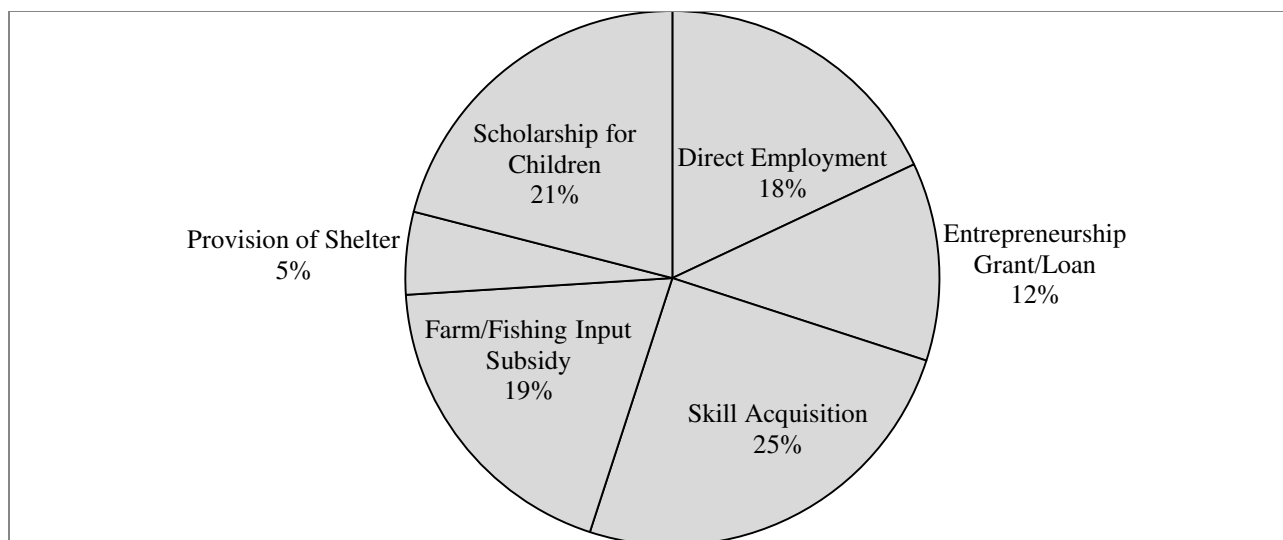 Scholarship for
Children
21%
Direct Employment
18%
Provision of Shelter
5%
Entrepreneurship
Grant/Loan
12%
Farm/Fishing Input
Subsidy
19%
Skill Acquisition
25%